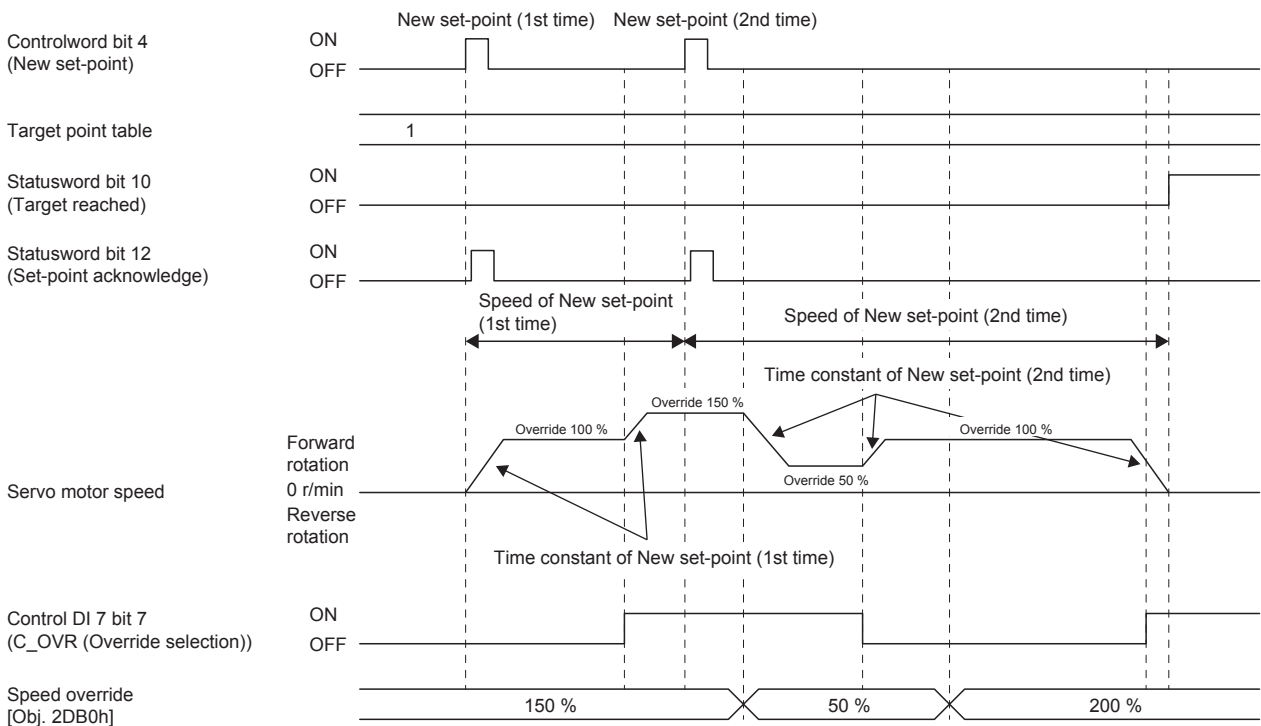 New set-point (1st time) New set-point (2nd time)
Controlword bit 4
(New set-point)
ON
OFF
Target point table
1
Statusword bit 10
(Target reached)
ON
OFF
Statusword bit 12
(Set-point acknowledge)
ON
OFF
Speed of New set-point
(1st time)
Speed of New set-point (2nd time)
Time constant of New set-point (2nd time)
Override 150 %
Override 100 %
Override 100 %
Override 50 %
Servo motor speed
Forward
rotation
0 r/min
Reverse
rotation
Time constant of New set-point (1st time)
Control DI 7 bit 7
(C_OVR (Override selection))
ON
OFF
Speed override
[Obj. 2DB0h]
150 %
50 %
200 %